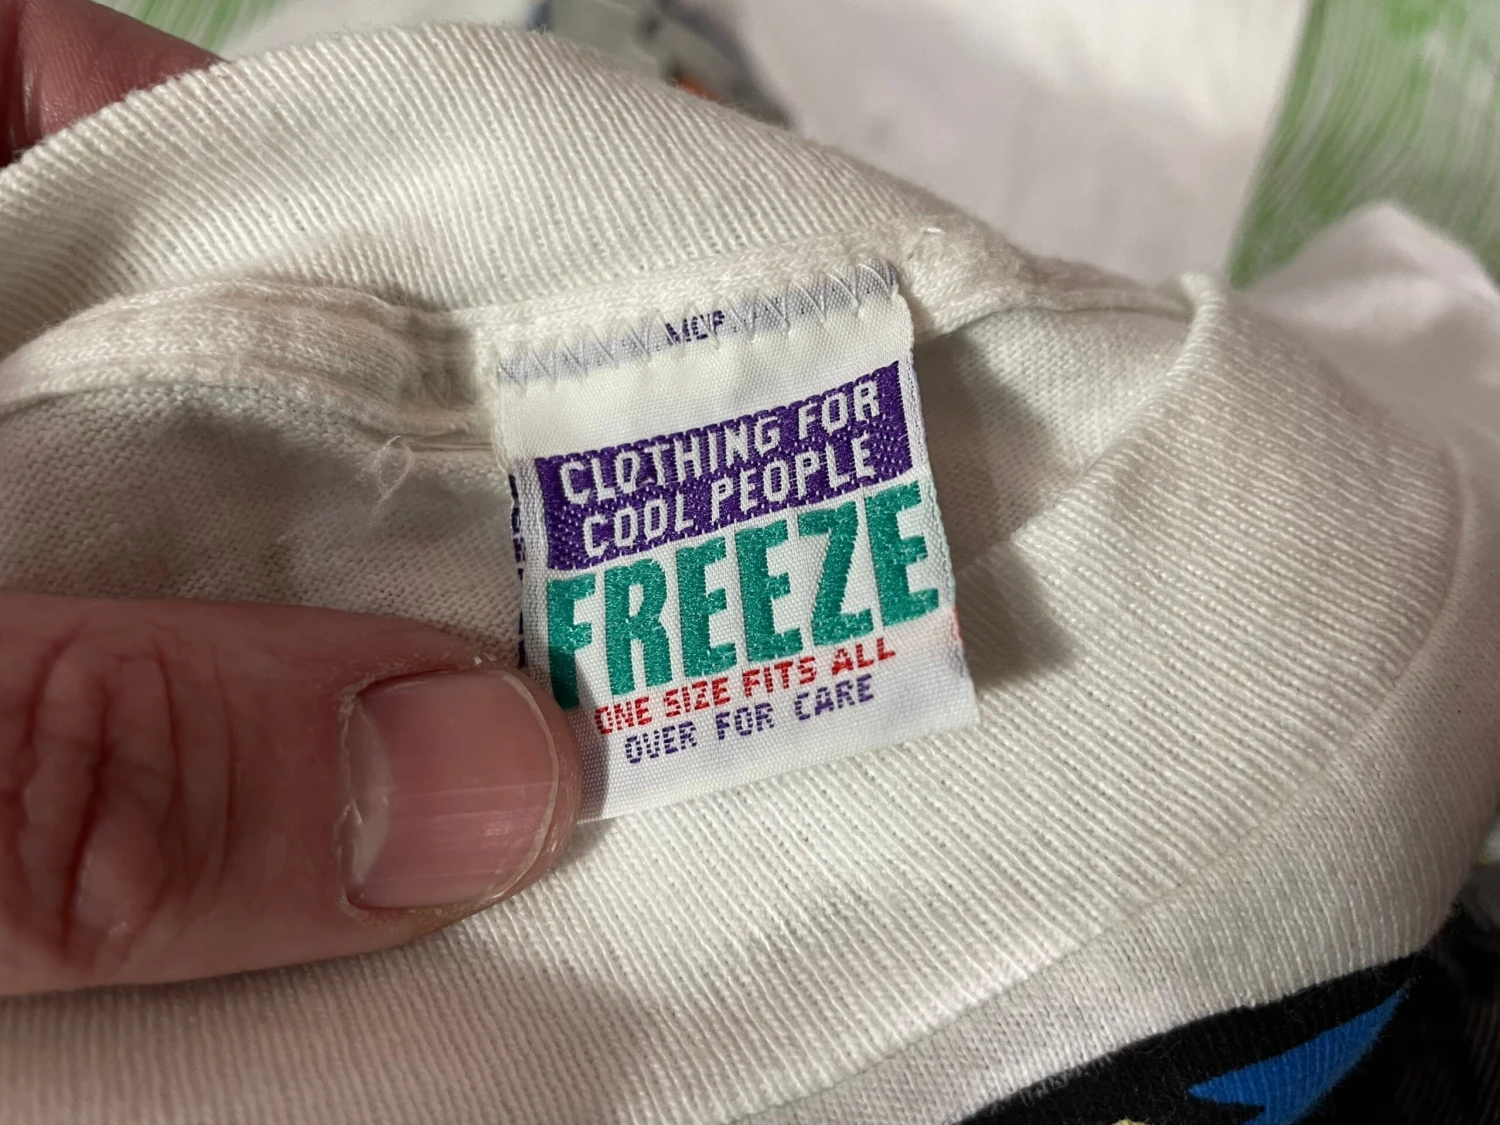 CLOTHING FOR
COOL PEOPLE
FREEZE
ONE SIZE FITS ALL
OVER FOR CARE